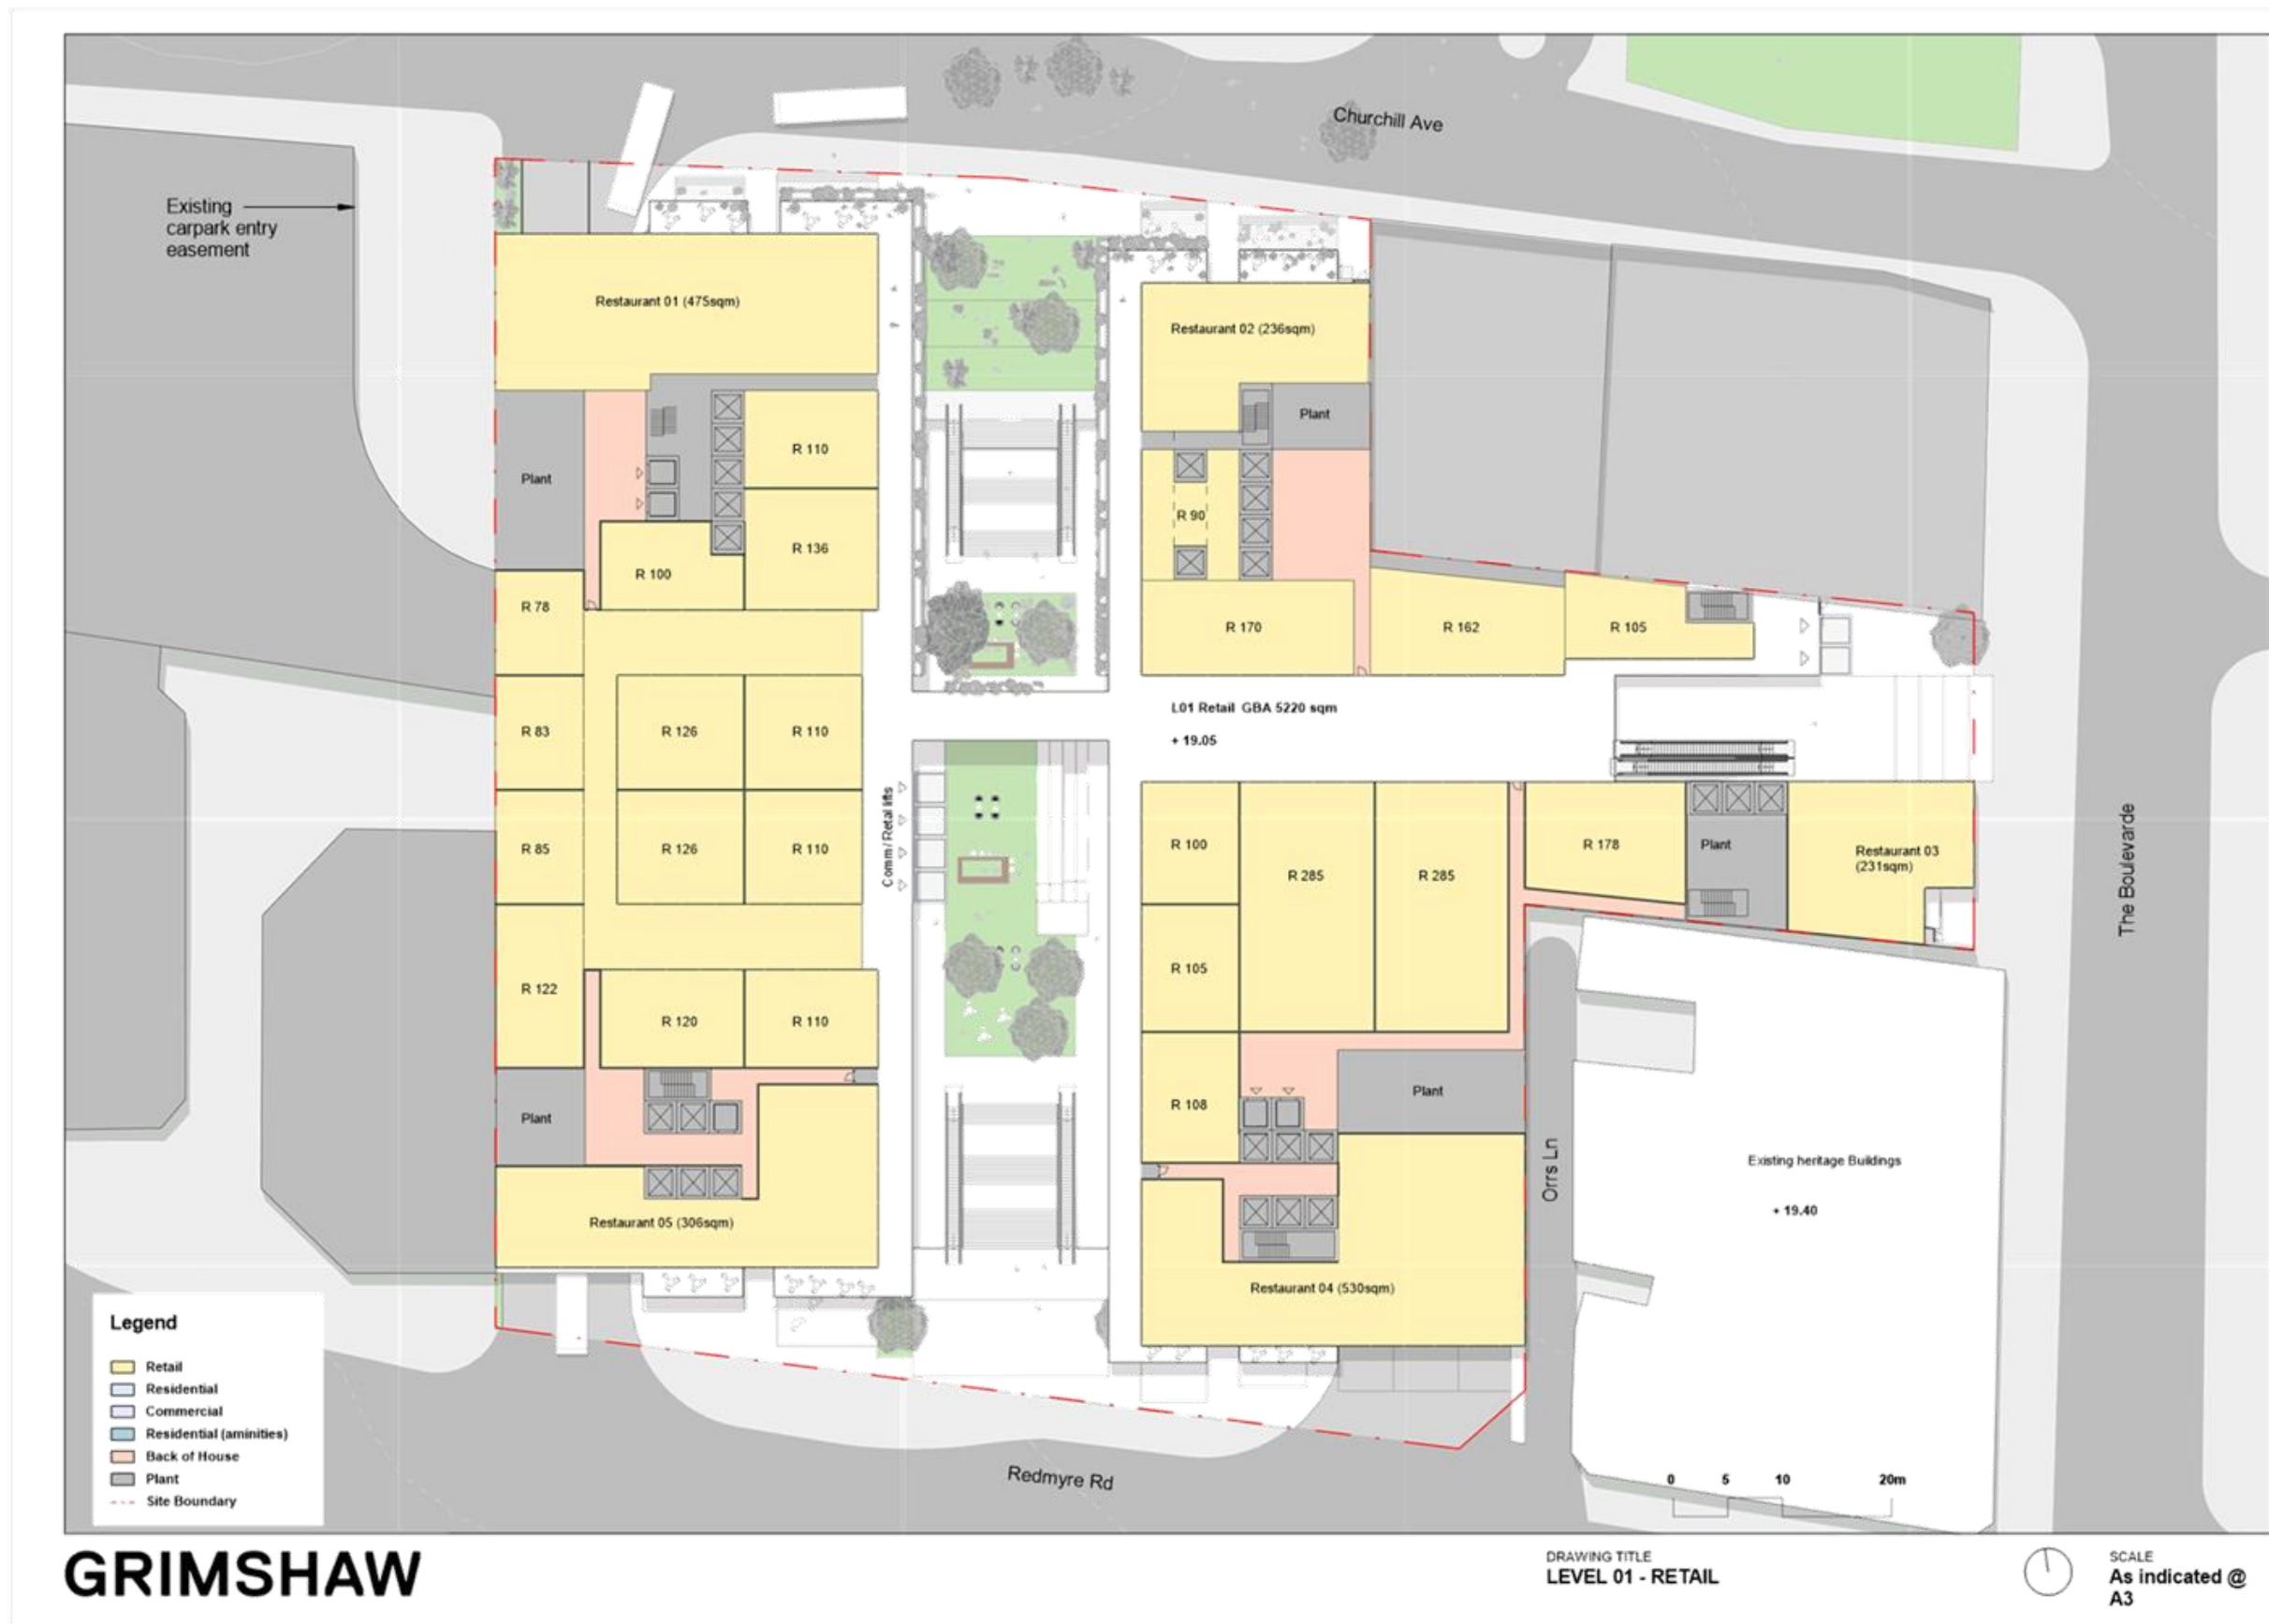 Churchill Ave
Existing
carpark entry
easement
Restaurant 01 (475sqm)
Restaurant 02 (236sqm)
Plant
R 110
Plant
R 90
R 136
R 100
R 78
R 170
R 162
R 105
L01 Retail GBA 5220 sqm
+ 19.05
R 83
R 126
R 110
Comm / Retal lifts
R 85
R 126
R 110
R 100
R 285
R 285
R 178
Plant
Restaurant 03
(231sqm)
The Boulevarde
R 105
R 122
R 120
R 110
Plant
R 108
Plant
Orrs Ln
Existing heritage Buildings
+ 19.40
Restaurant 05 (306sqm)
Restaurant 04 (530sqm)
Legend
Retail
Residential
Commercial
Residential (aminities)
Back of House
Plant
Site Boundary
Redmyre Rd
0 5 10 20m
GRIMSHAW
DRAWING TITLE
LEVEL 01 - RETAIL
SCALE
As indicated @
A3